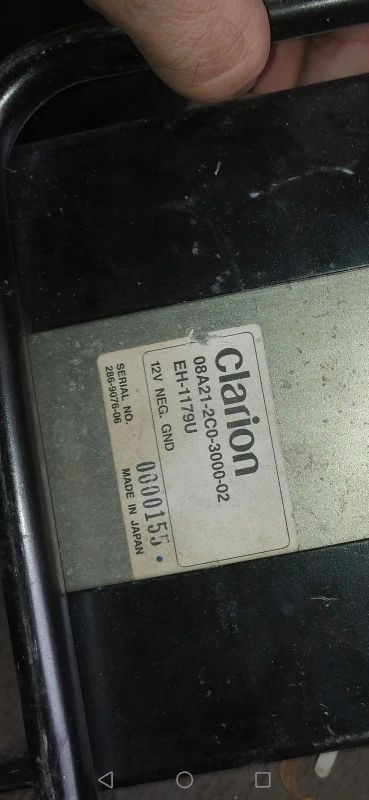 Clarion
08A21-2C0-3000-02
EH-1179U
12V NEG. GND
0000155
SERIAL NO.
286-9076-06
MADE IN JAPAN